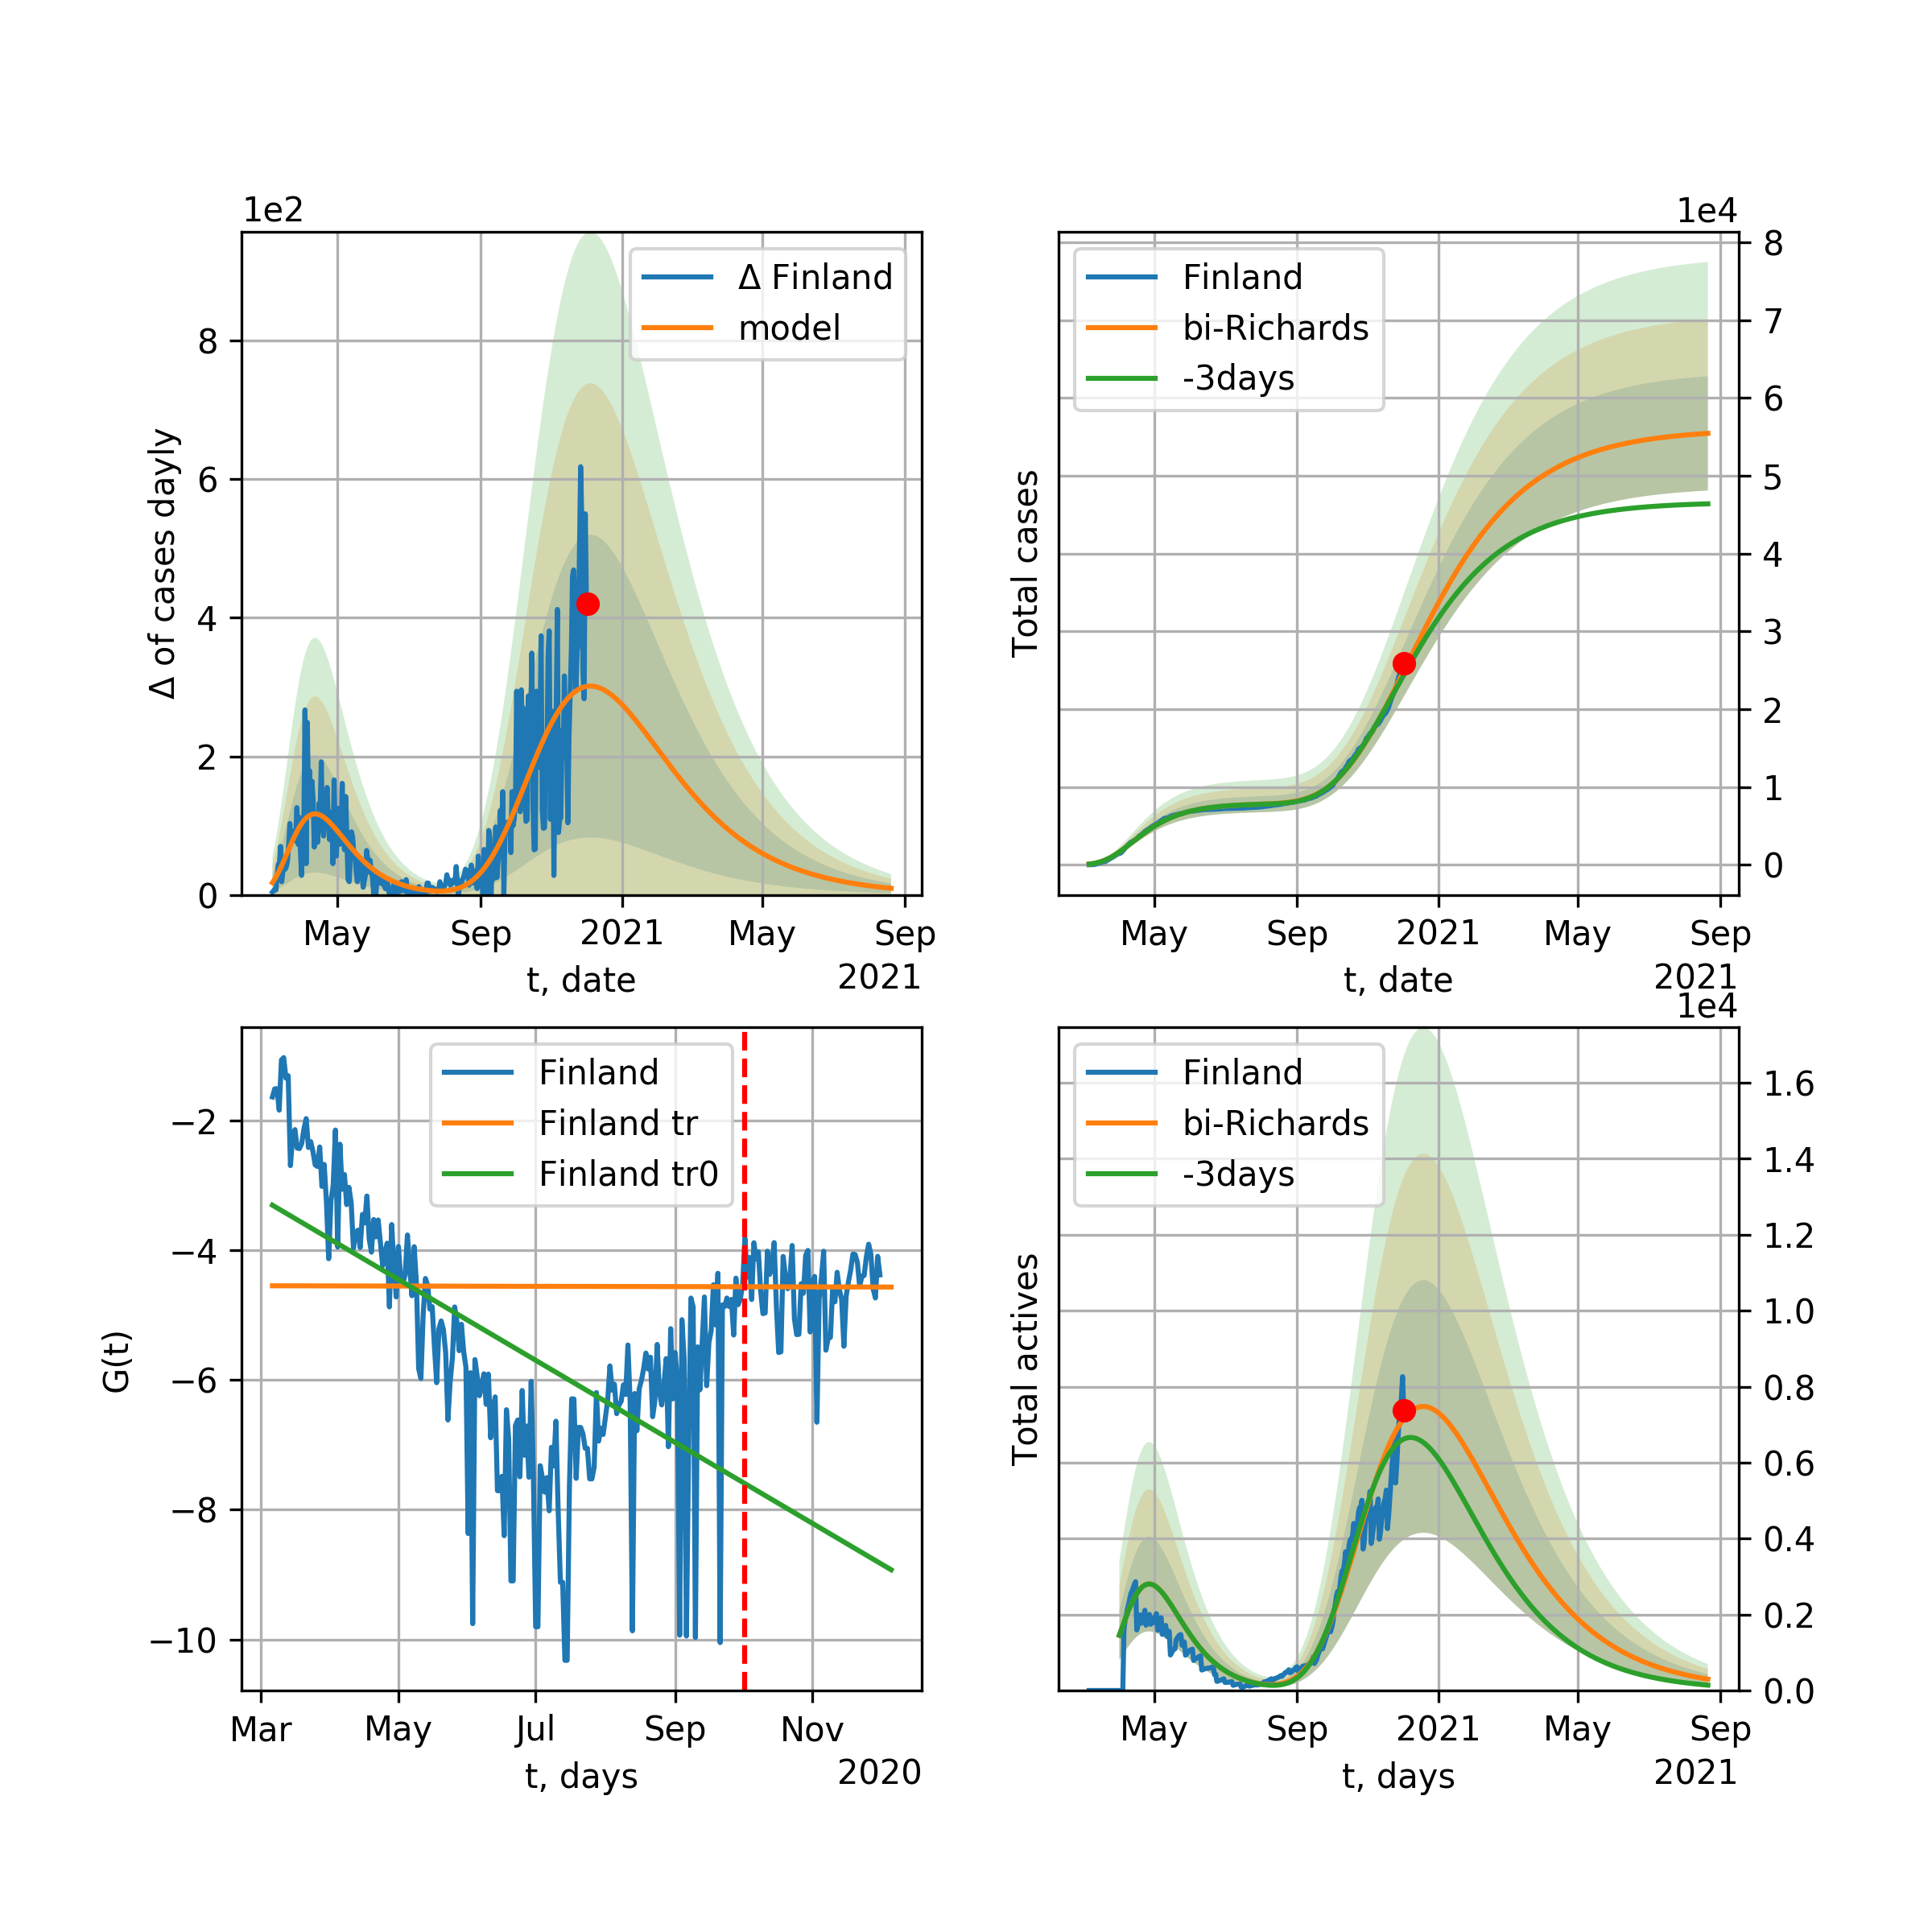 1e2
Δ of cases dayly
8
6
4
2
0
Δ Finland
model
May
Sep
2021
May
Sep
t, date
2021
1e4
Total cases
Finland
bi-Richards
-3days
8
7
6
5
4
3
2
1
0
May
Sep
2021
May
Sep
t, date
2021
G(t)
−2
−4
−6
−8
−10
Finland
Finland tr
Finland tr0
Mar
May
Jul
Sep
Nov
t, days
2020
1e4
Total actives
Finland
bi-Richards
-3days
1.6
1.4
1.2
1.0
0.8
0.6
0.4
0.2
0.0
May
Sep
2021
May
Sep
t, days
2021